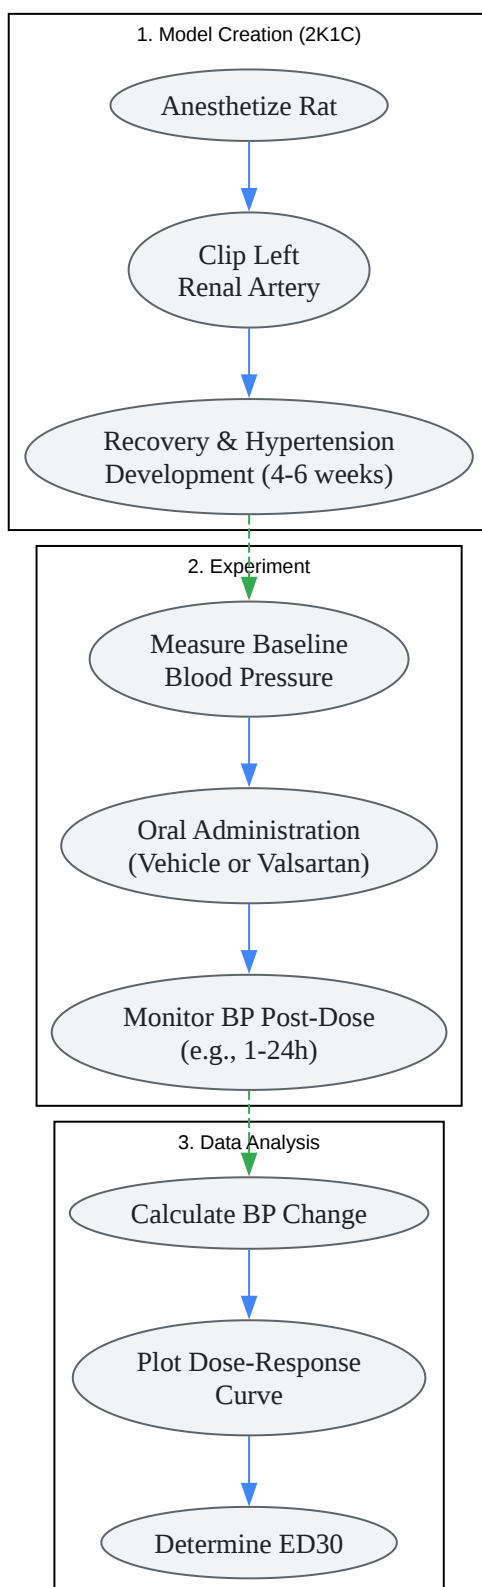 1. Model Creation (2K1C)
Anesthetize Rat
Clip Left
Renal Artery
Recovery & Hypertension
Development (4-6 weeks)
2. Experiment
Measure Baseline
Blood Pressure
Oral Administration
(Vehicle or Valsartan)
Monitor BP Post-Dose
(e.g., 1-24h)
3. Data Analysis
Calculate BP Change
Plot Dose-Response
Curve
Determine ED30